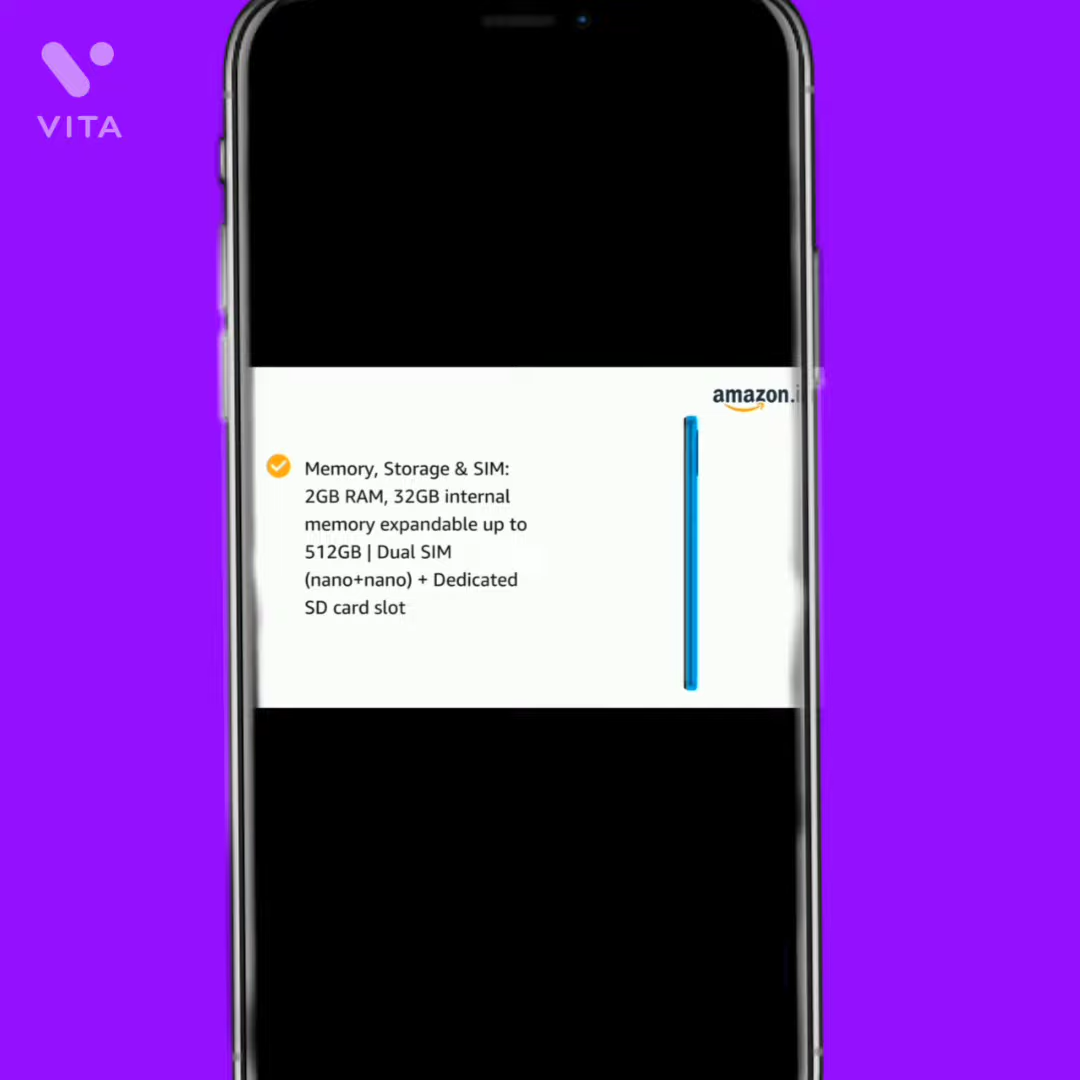 VITA
amazon.i
Memory, Storage & SIM:
2GB RAM, 32GB internal
memory expandable up to
512GB | Dual SIM
(nano+nano) + Dedicated
SD card slot